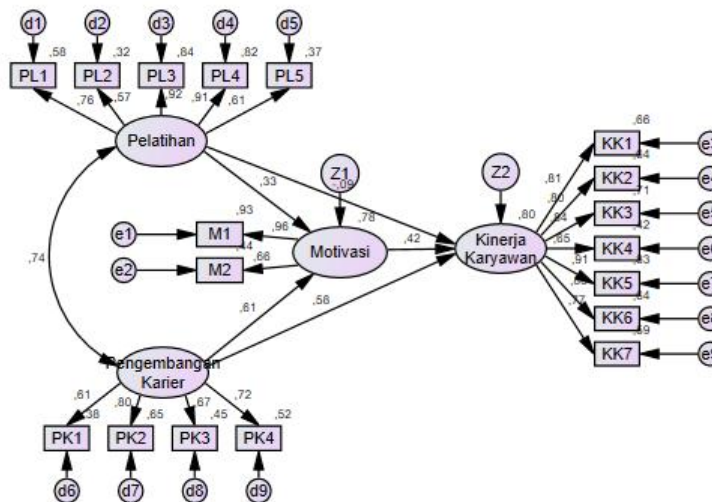 d1 d2 d3 d4 d5
,58 ,32 ,84 ,82 ,37
PL1 PL2 PL3 PL4 PL5
,76 ,57 ,92 ,91 ,61
Pelatihan
Z1
Z2
,33
-,09
,74
e1
M1
,93
,96
e2
M2
,66
Motivasi
,78
,42
,61
,56
Kinerja
Karyawan
,80
,81
,80
,84
,65
,91
,77
KK1
,66
KK2
KK3
,71
KK4
KK5
KK6
KK7
Pengembangan
Karier
,61 ,80 ,67 ,72
,38 ,65 ,45 ,52
PK1 PK2 PK3 PK4
d6 d7 d8 d9